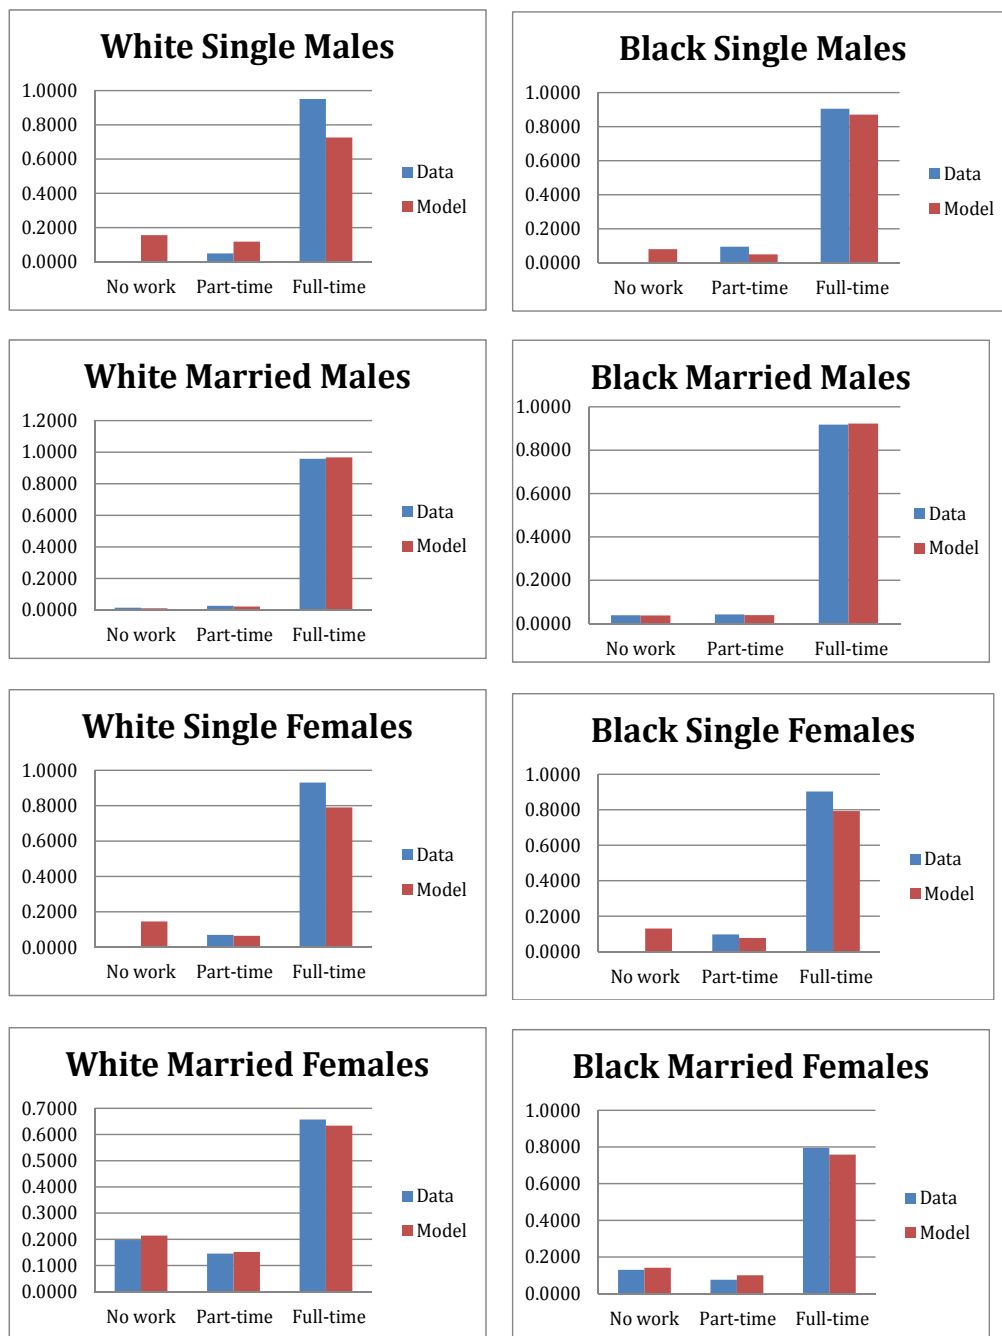 White Single Males
1.0000
0.8000
0.6000
0.4000
0.2000
0.0000
No work Part-time Full-time
Data
Model
Black Single Males
1.0000
0.8000
0.6000
0.4000
0.2000
0.0000
No work Part-time Full-time
Data
Model
White Married Males
1.2000
1.0000
0.8000
0.6000
0.4000
0.2000
0.0000
No work Part-time Full-time
Data
Model
Black Married Males
1.0000
0.8000
0.6000
0.4000
0.2000
0.0000
No work Part-time Full-time
Data
Model
White Single Females
1.0000
0.8000
0.6000
0.4000
0.2000
0.0000
No work Part-time Full-time
Data
Model
Black Single Females
1.0000
0.8000
0.6000
0.4000
0.2000
0.0000
No work Part-time Full-time
Data
Model
White Married Females
0.7000
0.6000
0.5000
0.4000
0.3000
0.2000
0.1000
0.0000
No work Part-time Full-time
Data
Model
Black Married Females
1.0000
0.8000
0.6000
0.4000
0.2000
0.0000
No work Part-time Full-time
Data
Model